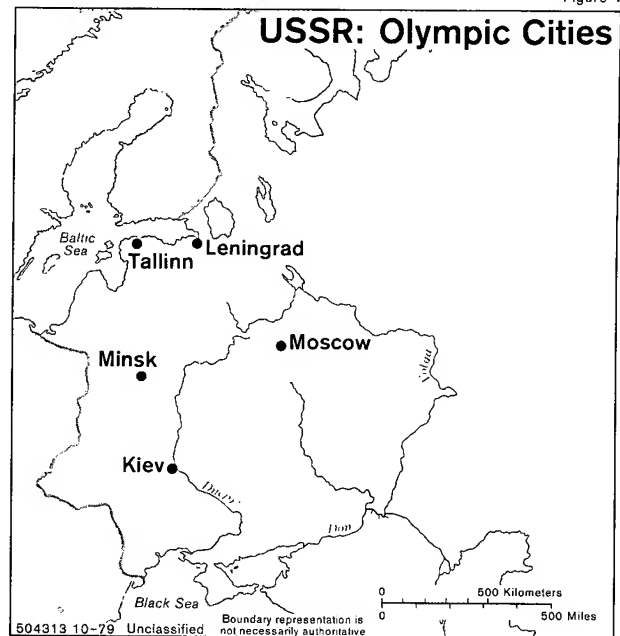 Figure
USSR: Olympic Cities
Baltic
Sea
Tallinn
Leningrad
Moscow
Minsk
Volga
Kiev
Dnepr
Don
Black Sea
0 500 Kilometers
0 500 Miles
504313 10-79 Unclassified
Boundary representation is
not necessarily authoritative